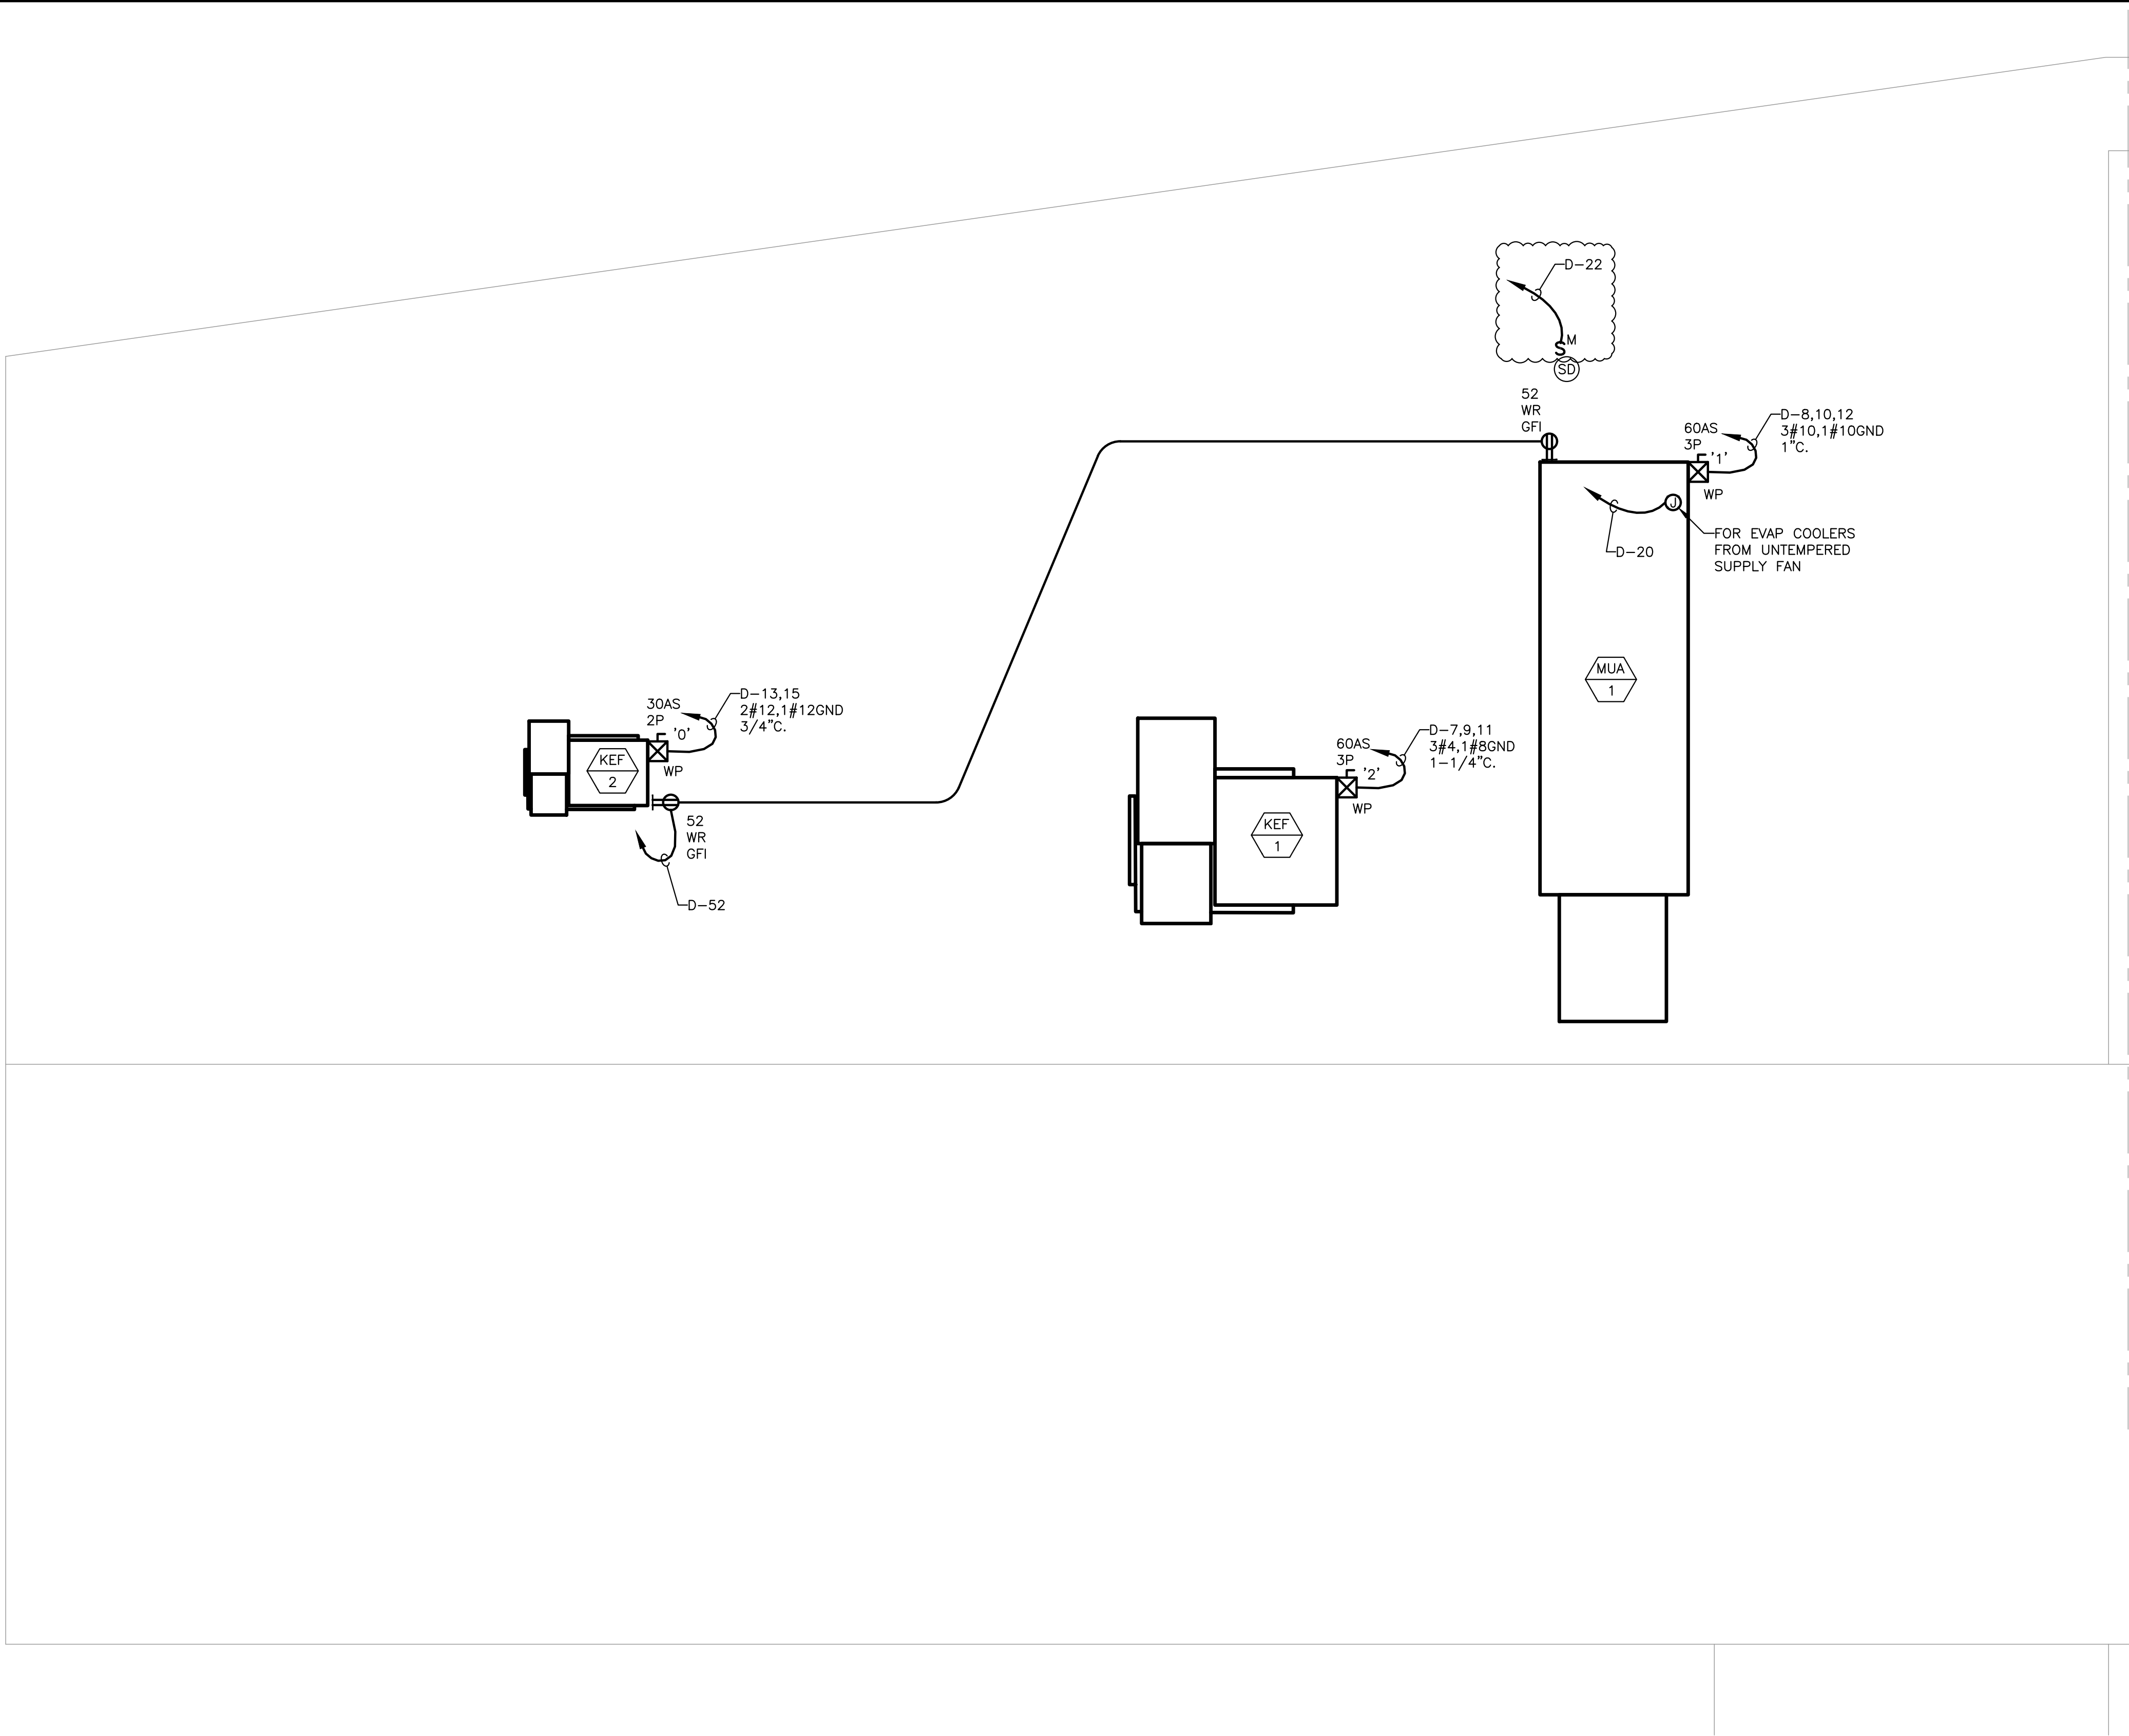 D-22
M
S
SD
52
WR
GFI
60AS
3P
'1'
WP
D-8,10,12
3#10,1#10GND
1"C.
J
FOR EVAP COOLERS
FROM UNTEMPERED
SUPPLY FAN
D-20
MUA
1
30AS
2P
'0'
WP
D-13,15
2#12,1#12GND
3/4"C.
KEF
2
52
WR
GFI
D-52
60AS
3P
'2'
WP
D-7,9,11
3#4,1#8GND
1-1/4"C.
KEF
1